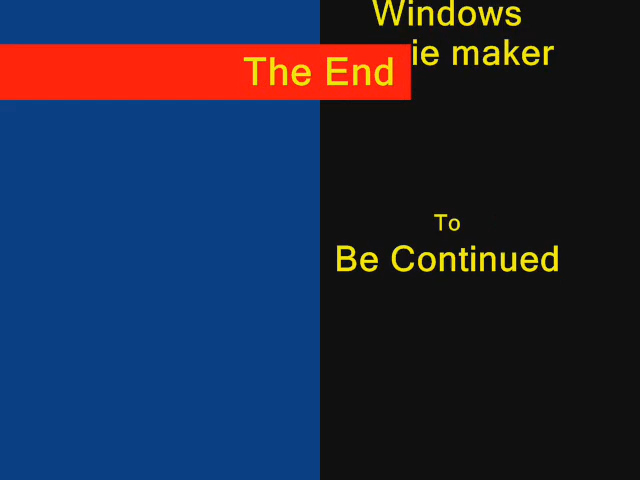 Windows
ie maker
The End
To
Be Continued